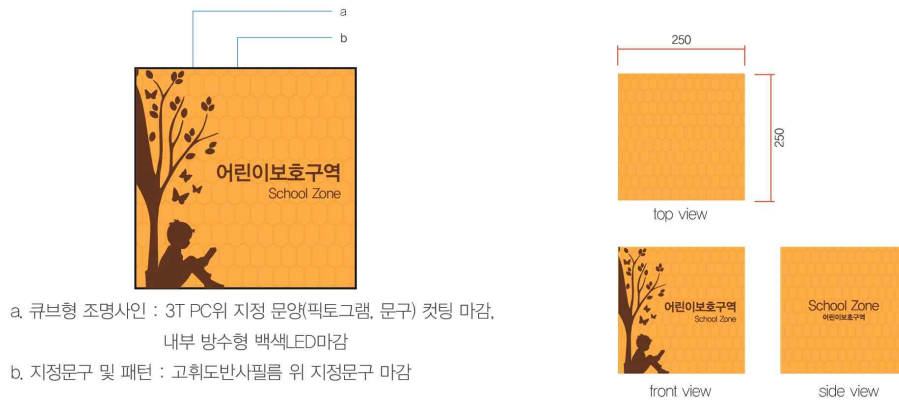 a
b
어린이보호구역
School Zone
a. 큐브형 조명사인 : 3T PC위 지정 문양(픽토그램, 문구) 컷팅 마감,
내부 방수형 백색LED마감
b. 지정문구 및 패턴 : 고휘도반사필름 위 지정문구 마감
250
250
top view
어린이보호구역
School Zone
front view
School Zone
어린이보호구역
side view